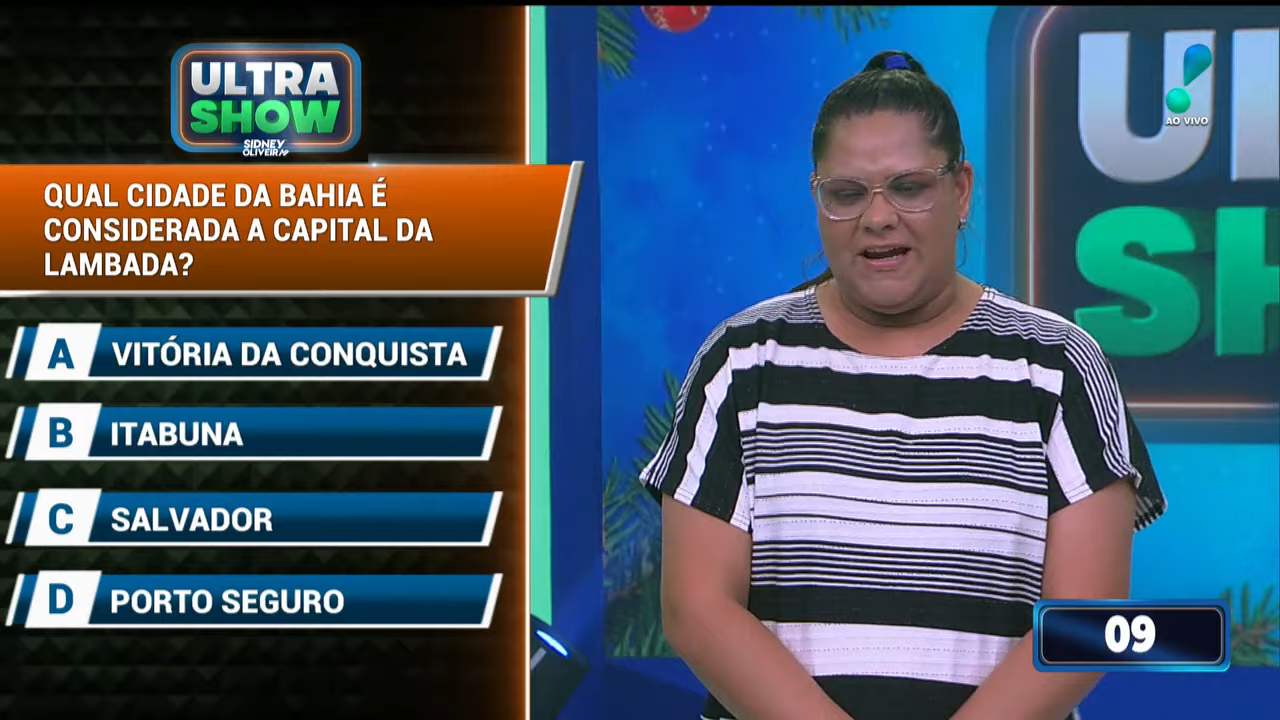 ULTRA
SHOW
SIDNEY
OLIVEIRA
QUAL CIDADE DA BAHIA É
CONSIDERADA A CAPITAL DA
LAMBADA?
A VITÓRIA DA CONQUISTA
B ITABUNA
C SALVADOR
D PORTO SEGURO
U
SH
AO VIVO
09